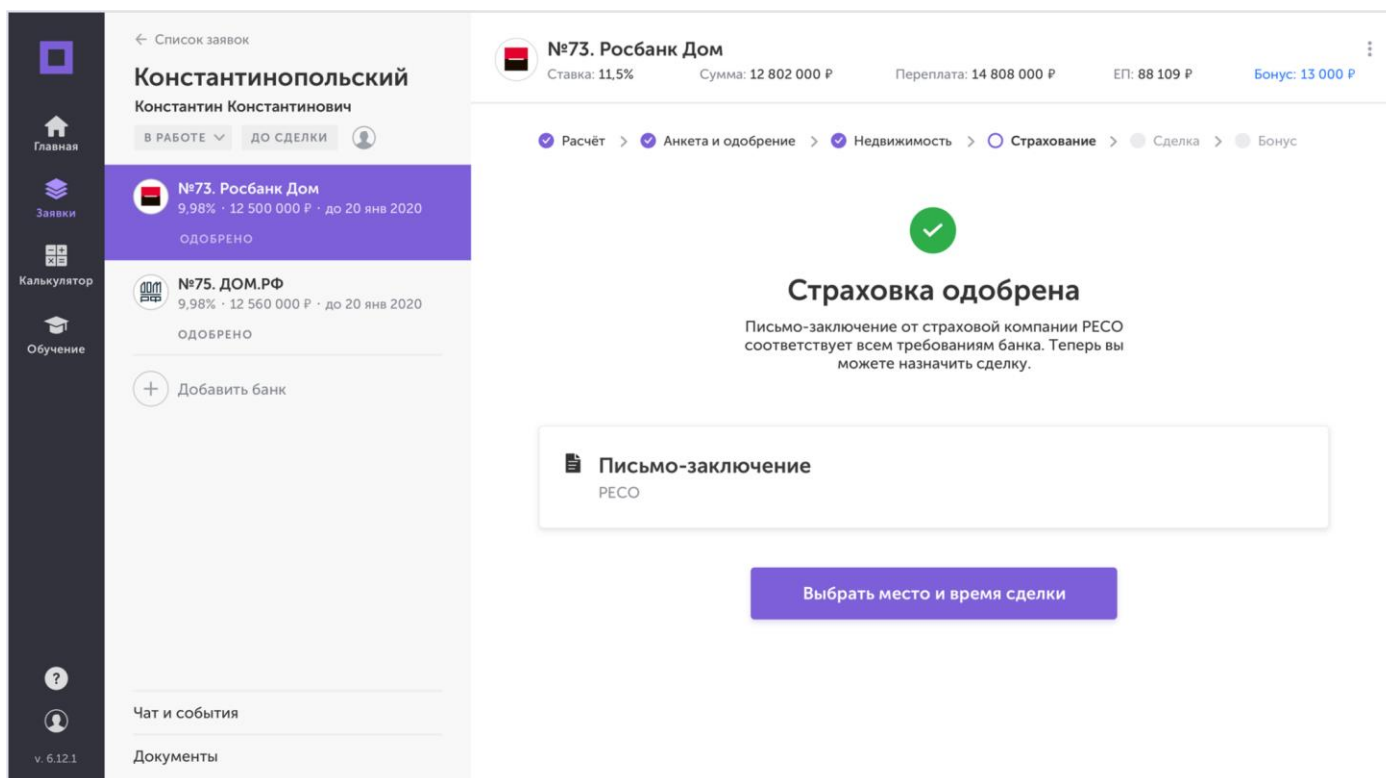 Главная
Заявки
Калькулятор
Обучение
?
v. 6.12.1
← Список заявок
Константинопольский
Константин Константинович
В РАБОТЕ
ДО СДЕЛКИ
№73. Росбанк Дом
9,98% · 12 500 000 ₽ · до 20 янв 2020
ОДОБРЕНО
ДОМ
РФ
№75. ДОМ.РФ
9,98% · 12 560 000 ₽ · до 20 янв 2020
ОДОБРЕНО
+ Добавить банк
Чат и события
Документы
№73. Росбанк Дом
Ставка: 11,5% Сумма: 12 802 000 ₽ Переплата: 14 808 000 ₽ ЕП: 88 109 ₽ Бонус: 13 000 ₽
Расчёт > Анкета и одобрение > Недвижимость > Страхование > Сделка > Бонус
Страховка одобрена
Письмо-заключение от страховой компании РЕСО
соответствует всем требованиям банка. Теперь вы
можете назначить сделку.
Письмо-заключение
РЕСО
Выбрать место и время сделки